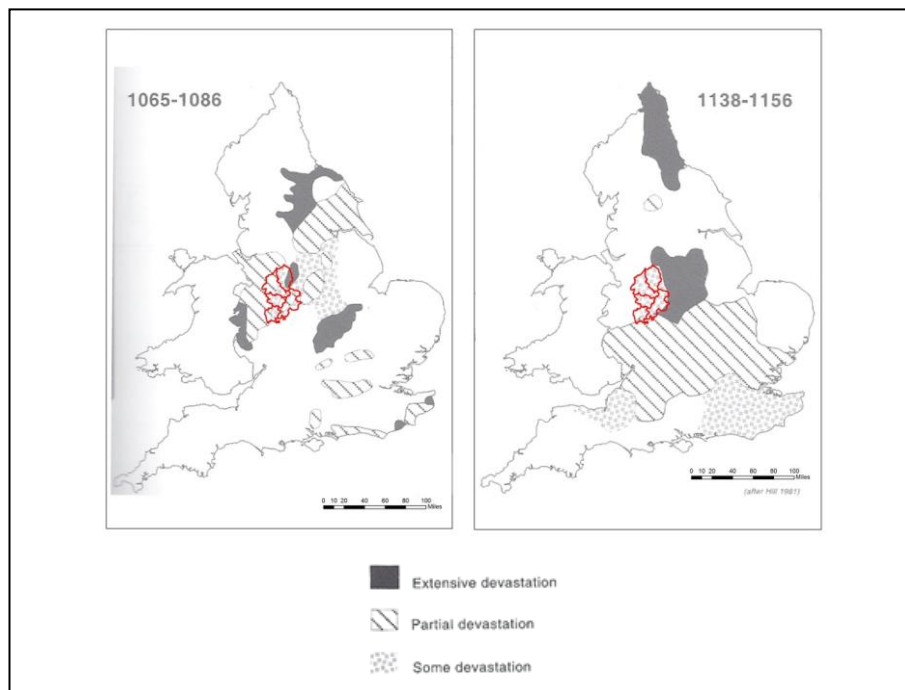 1065-1086
1138-1156
0 10 20 40 60 80 100
Miles
0 10 20 40 60 80 100
Miles
(after Hill 1981)
Extensive devastation
Partial devastation
Some devastation